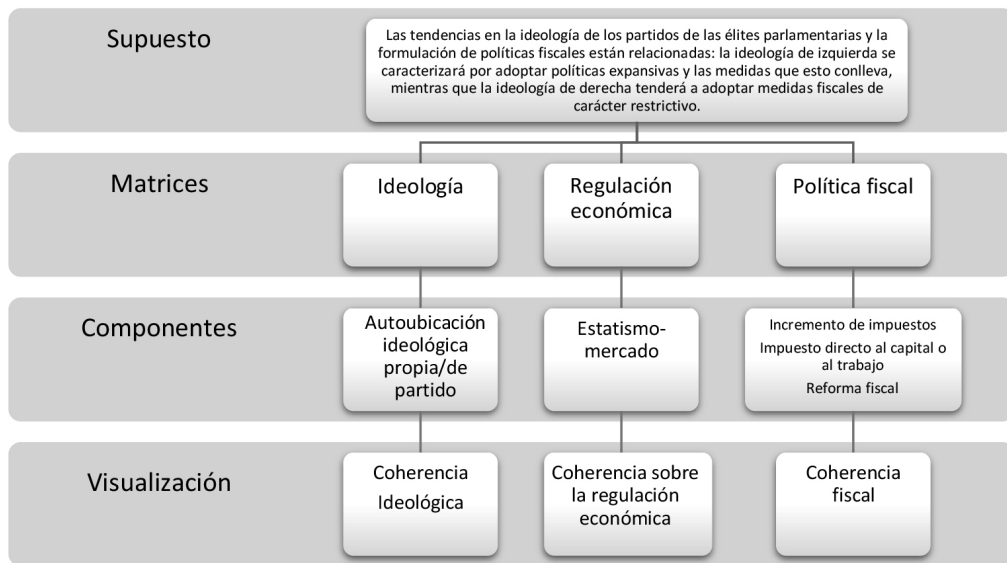 Supuesto
Las tendencias en la ideología de los partidos de las élites parlamentarias y la
formulación de políticas fiscales están relacionadas: la ideología de izquierda se
caracterizará por adoptar políticas expansivas y las medidas que esto conlleva,
mientras que la ideología de derecha tenderá a adoptar medidas fiscales de
carácter restrictivo.
Matrices
Ideología
Regulación
económica
Política fiscal
Componentes
Autoubicación
ideológica
propia/de
partido
Estatismo-
mercado
Incremento de impuestos
Impuesto directo al capital o
al trabajo
Reforma fiscal
Visualización
Coherencia
Ideológica
Coherencia sobre
la regulación
económica
Coherencia
fiscal